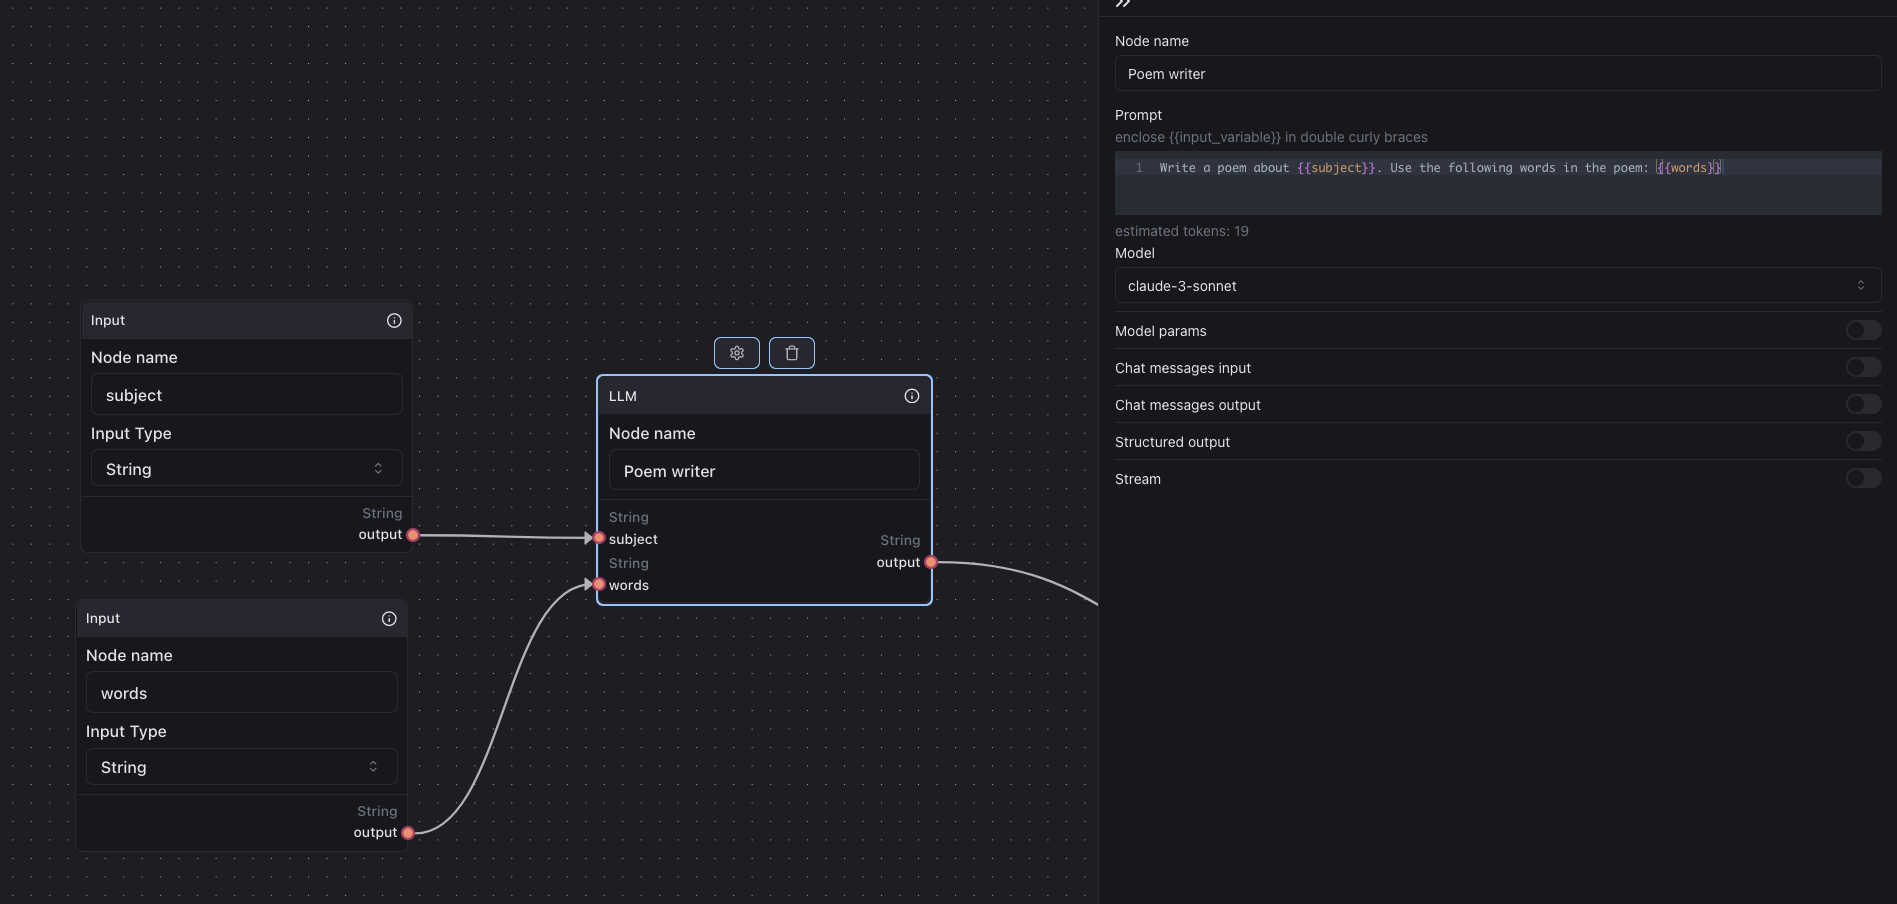 Input
Node name
subject
Input Type
String
String
output
Input
Node name
words
Input Type
String
String
output
LLM
Node name
Poem writer
String
subject
String
words
String
output
Node name
Poem writer
Prompt
enclose {{input_variable}} in double curly braces
1 Write a poem about {{subject}}. Use the following words in the poem: {{words}}
estimated tokens: 19
Model
claude-3-sonnet
Model params
Chat messages input
Chat messages output
Structured output
Stream